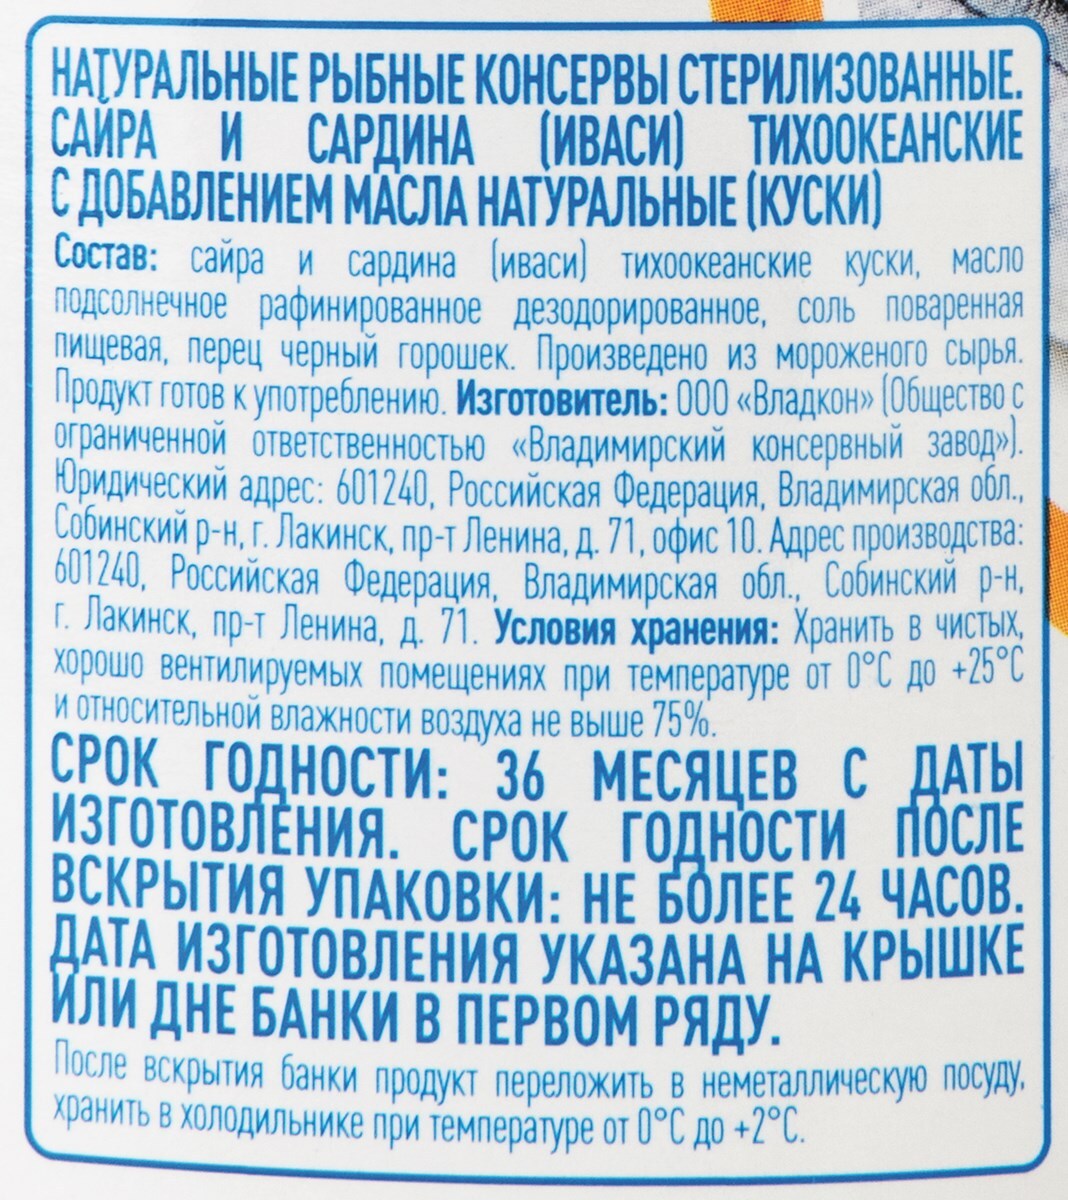 НАТУРАЛЬНЫЕ РЫБНЫЕ КОНСЕРВЫ СТЕРИЛИЗОВАННЫЕ.
САЙРА И САРДИНА (ИВАСИ) ТИХООКЕАНСКИЕ
С ДОБАВЛЕНИЕМ МАСЛА НАТУРАЛЬНЫЕ (КУСКИ)
Состав: сайра и сардина (иваси) тихоокеанские куски, масло
подсолнечное рафинированное дезодорированное, соль поваренная
пищевая, перец черный горошек. Произведено из мороженого сырья.
Продукт готов к употреблению. Изготовитель: ООО «Владкон» (Общество с
ограниченной ответственностью «Владимирский консервный завод»).
Юридический адрес: 601240, Российская Федерация, Владимирская обл.,
Собинский р-н, г. Лакинск, пр-т Ленина, д. 71, офис 10. Адрес производства:
601240, Российская Федерация, Владимирская обл., Собинский р-н,
г. Лакинск, пр-т Ленина, д. 71. Условия хранения: Хранить в чистых,
хорошо вентилируемых помещениях при температуре от 0°С до +25°С
и относительной влажности воздуха не выше 75%.
СРОК ГОДНОСТИ: 36 МЕСЯЦЕВ С ДАТЫ
ИЗГОТОВЛЕНИЯ. СРОК ГОДНОСТИ ПОСЛЕ
ВСКРЫТИЯ УПАКОВКИ: НЕ БОЛЕЕ 24 ЧАСОВ.
ДАТА ИЗГОТОВЛЕНИЯ УКАЗАНА НА КРЫШКЕ
ИЛИ ДНЕ БАНКИ В ПЕРВОМ РЯДУ.
После вскрытия банки продукт переложить в неметаллическую посуду,
хранить в холодильнике при температуре от 0°С до +2°С.